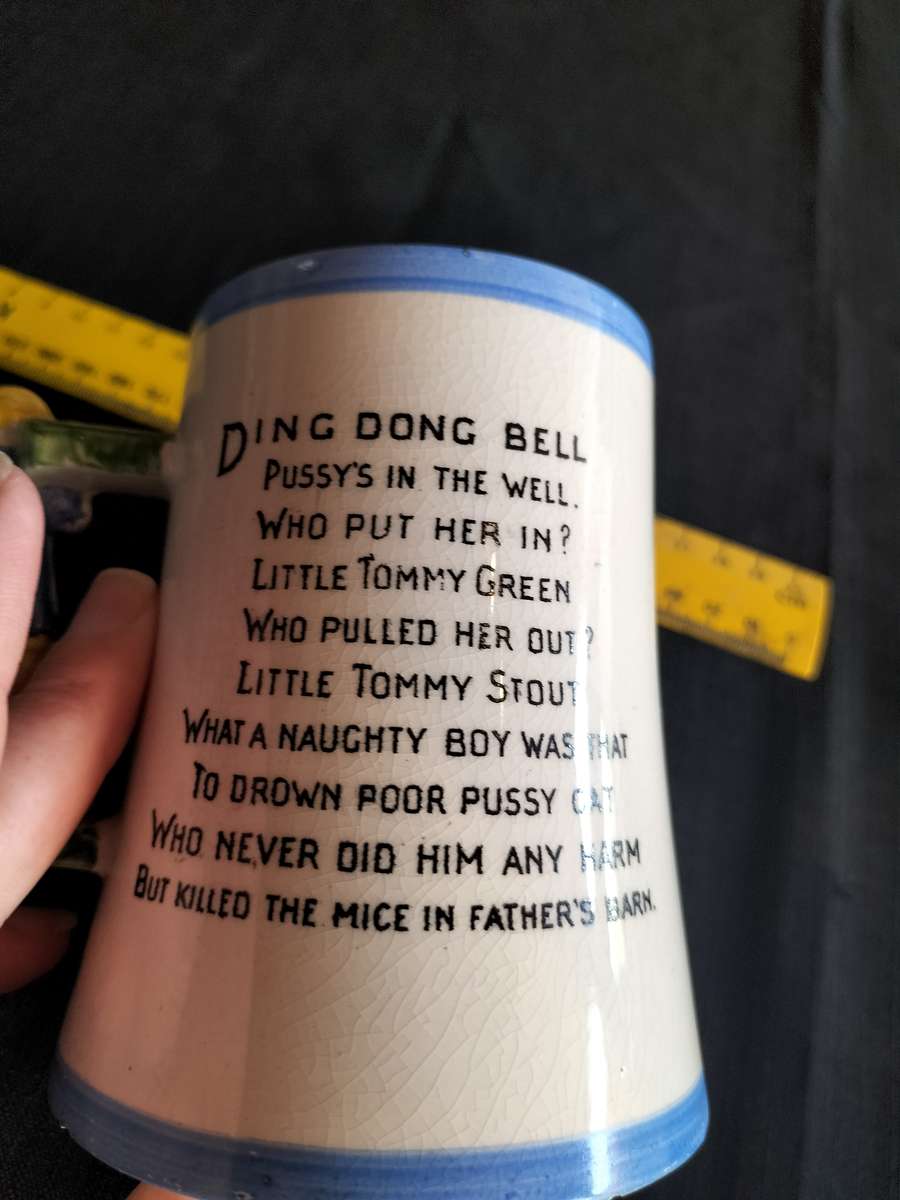 DING DONG BELL
PUSSY'S IN THE WELL.
WHO PUT HER IN?
LITTLE TOMMY GREEN
WHO PULLED HER OUT?
LITTLE TOMMY STOUT
WHAT A NAUGHTY BOY WAS THAT
TO DROWN POOR PUSSY CAT
WHO NEVER DID HIM ANY HARM
BUT KILLED THE MICE IN FATHER'S BARN.